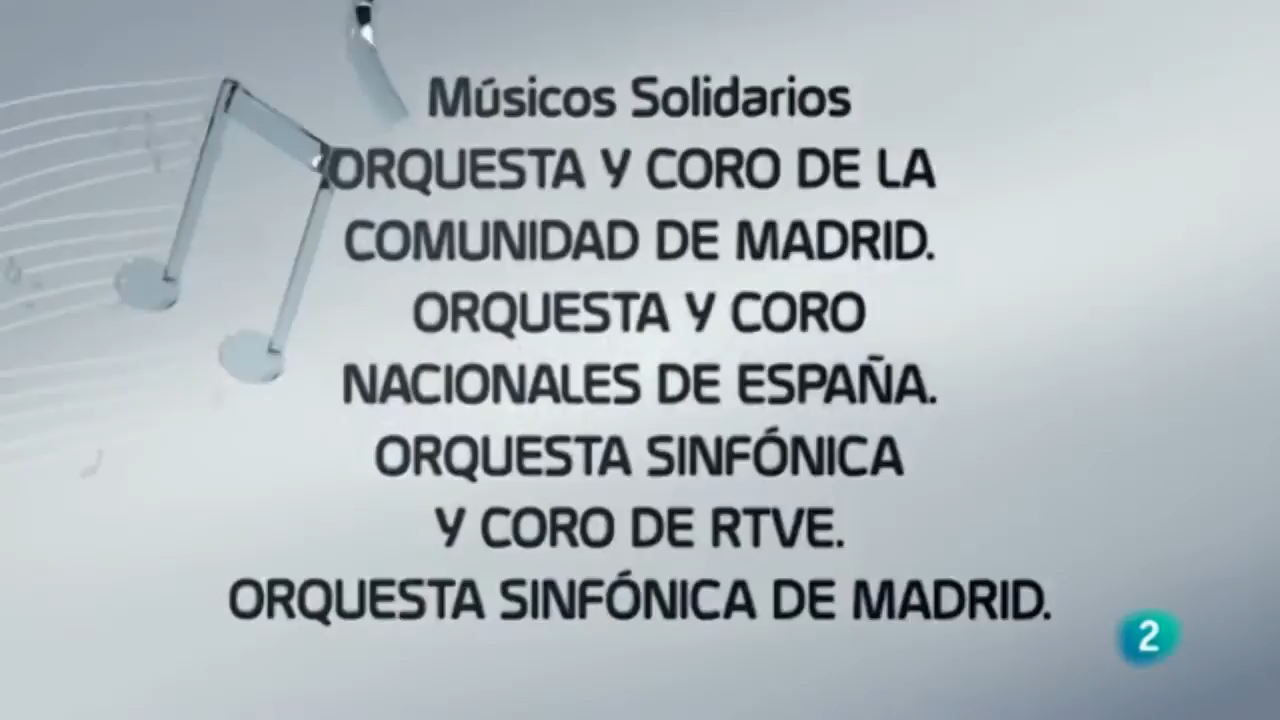 Músicos Solidarios
ORQUESTA Y CORO DE LA
COMUNIDAD DE MADRID.
ORQUESTA Y CORO
NACIONALES DE ESPAÑA.
ORQUESTA SINFÓNICA
Y CORO DE RTVE.
ORQUESTA SINFÓNICA DE MADRID.
2